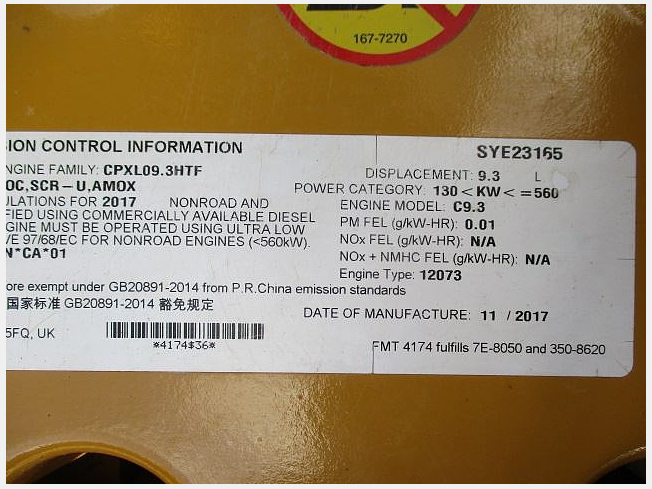 167-7270
SION CONTROL INFORMATION SYE23165
NGINE FAMILY: CPXL09.3HTF DISPLACEMENT: 9.3 L
OC,SCR-U,AMOX POWER CATEGORY: 130 < KW < = 560
ULATIONS FOR 2017 NONROAD AND ENGINE MODEL: C9.3
FIED USING COMMERCIALLY AVAILABLE DIESEL PM FEL (g/kW-HR): 0.01
GINE MUST BE OPERATED USING ULTRA LOW NOx FEL (g/kW-HR): N/A
VE 97/68/EC FOR NONROAD ENGINES (<560kW). NOx + NMHC FEL (g/kW-HR): N/A
N*CA*01 Engine Type: 12073
ore exempt under GB20891-2014 from P.R.China emission standards
国家标准 GB20891-2014 豁免规定
DATE OF MANUFACTURE: 11 / 2017
5FQ, UK
*4174$36*
FMT 4174 fulfills 7E-8050 and 350-8620